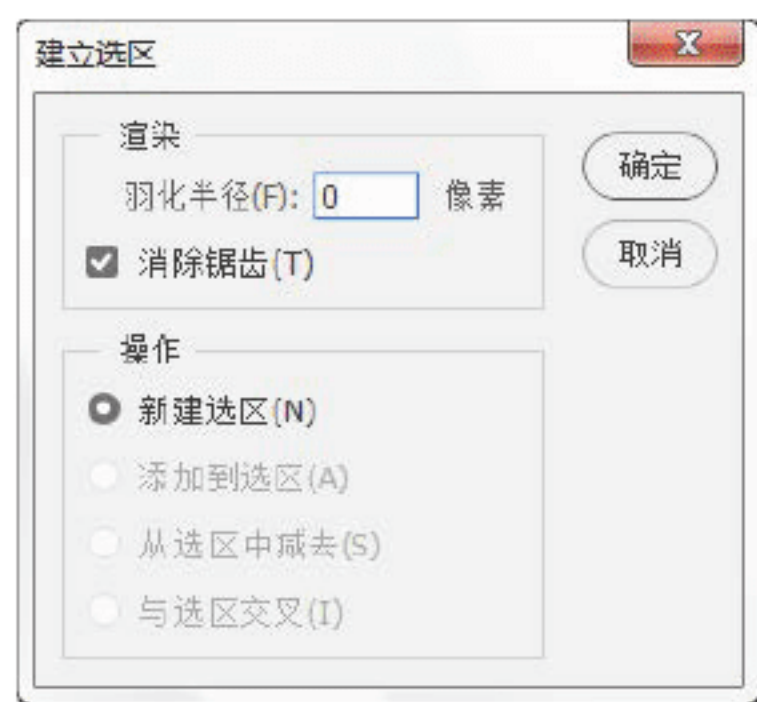 建立选区
渲染
羽化半径(F): 0 像素
消除锯齿(T)
确定
取消
操作
新建选区(N)
添加到选区(A)
从选区中减去(S)
与选区交叉(I)